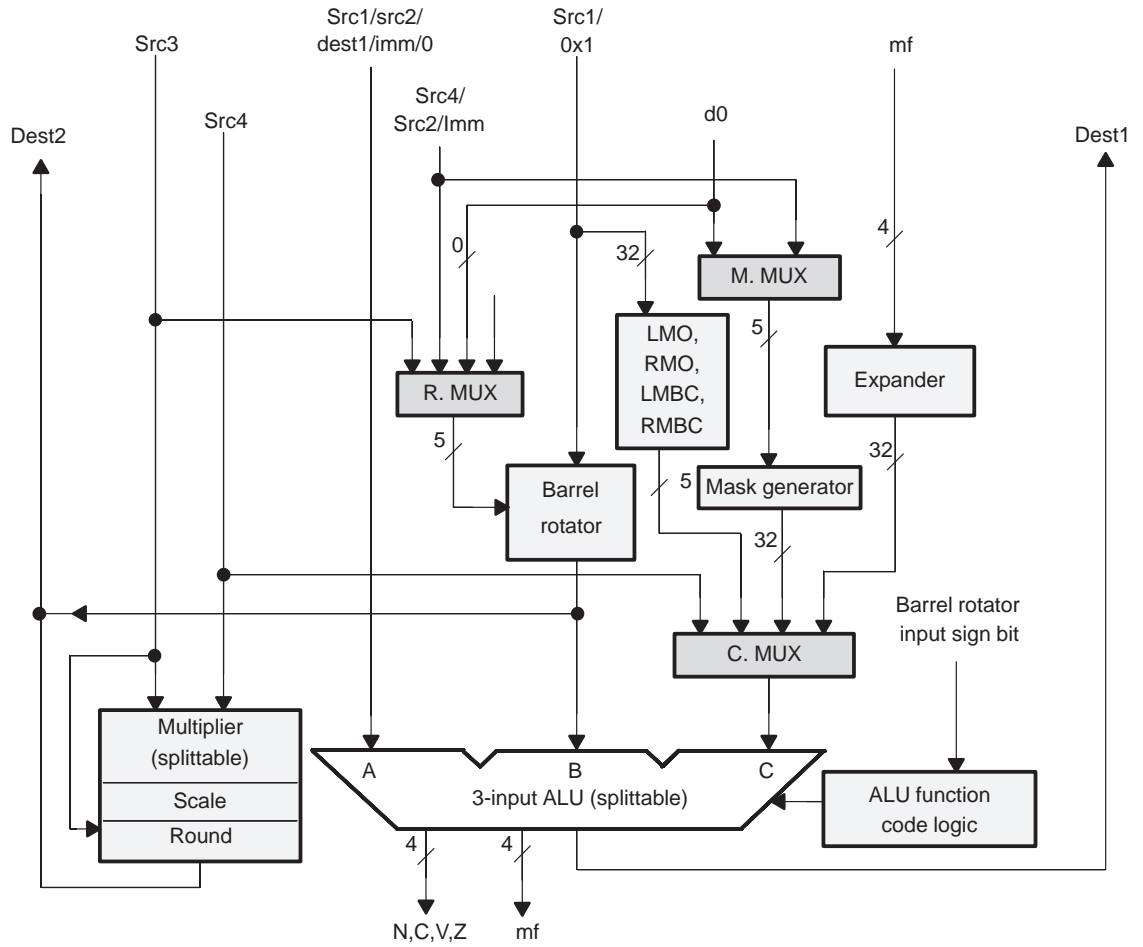 Src1/src2/
dest1/imm/0
Src1/
0x1
Src3
mf
Src4/
Src2/Imm
d0
Src4
Dest2
Dest1
4
0
32
M. MUX
5
LMO,
RMO,
LMBC,
RMBC
Expander
R. MUX
5
32
5
Barrel
rotator
Mask generator
32
Barrel rotator
input sign bit
C. MUX
Multiplier
(splittable)
Scale
Round
A
B
C
3-input ALU (splittable)
ALU function
code logic
4
4
N,C,V,Z
mf